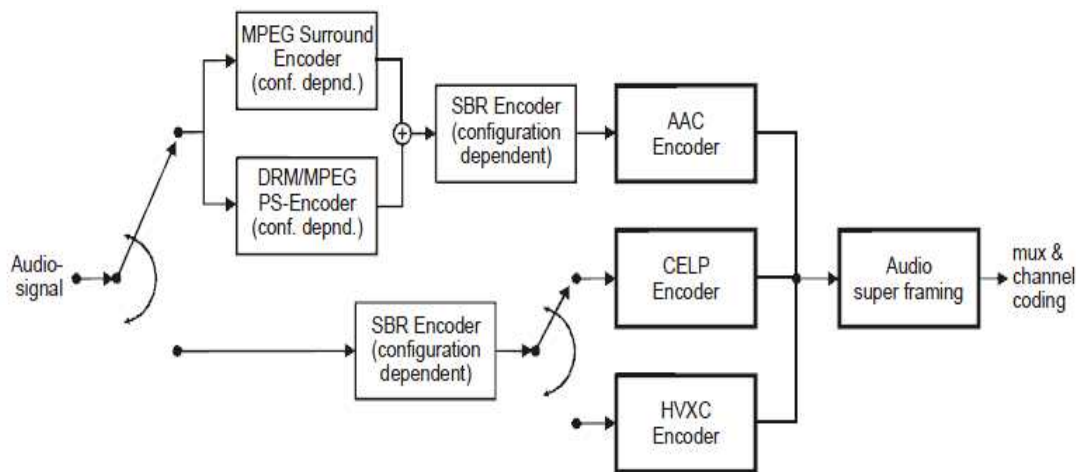 MPEG Surround
Encoder
(conf. depnd.)
SBR Encoder
(configuration
dependent)
AAC
Encoder
DRM/MPEG
PS-Encoder
(conf. depnd.)
Audio-
signal
CELP
Encoder
Audio
super framing
mux &
channel
coding
SBR Encoder
(configuration
dependent)
HVXC
Encoder